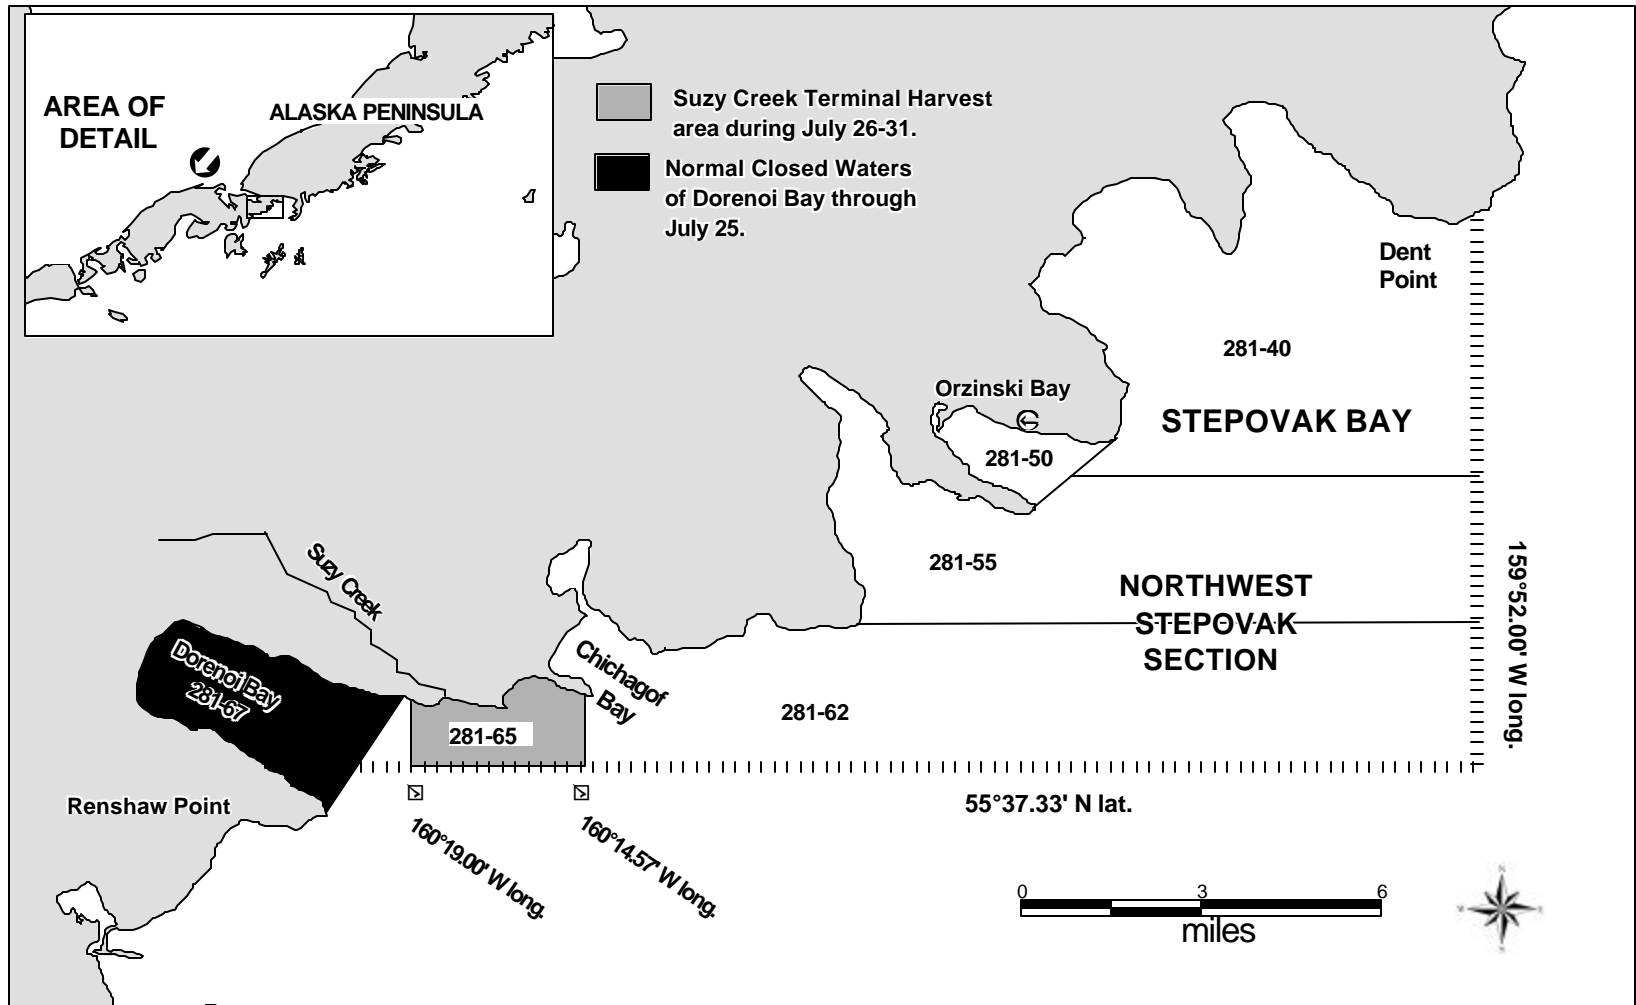 AREA OF
DETAIL
ALASKA PENINSULA
Suzy Creek Terminal Harvest
area during July 26-31.
Normal Closed Waters
of Dorenoi Bay through
July 25.
Dent
Point
281-40
Orzinski Bay
STEPOVAK BAY
281-50
281-55
159°52.00' W long.
NORTHWEST
STEPOVAK
SECTION
Suzy Creek
Dorenoi Bay
281-67
Chichagof
Bay
281-62
281-65
Renshaw Point
55°37.33' N lat.
160°19.00' W long.
160°14.57' W long.
0 3 6
miles